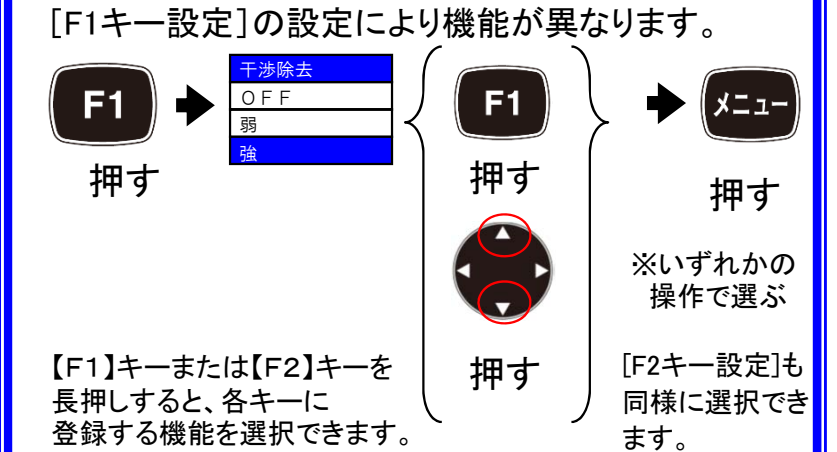 [F1キー設定]の設定により機能が異なります。
F1
押す
干渉除去
OFF
弱
強
F1
押す
押す
メニュー
押す
※いずれかの
操作で選ぶ
【F1】キーまたは【F2】キーを
長押しすると、各キーに
登録する機能を選択できます。
[F2キー設定]も
同様に選択でき
ます。